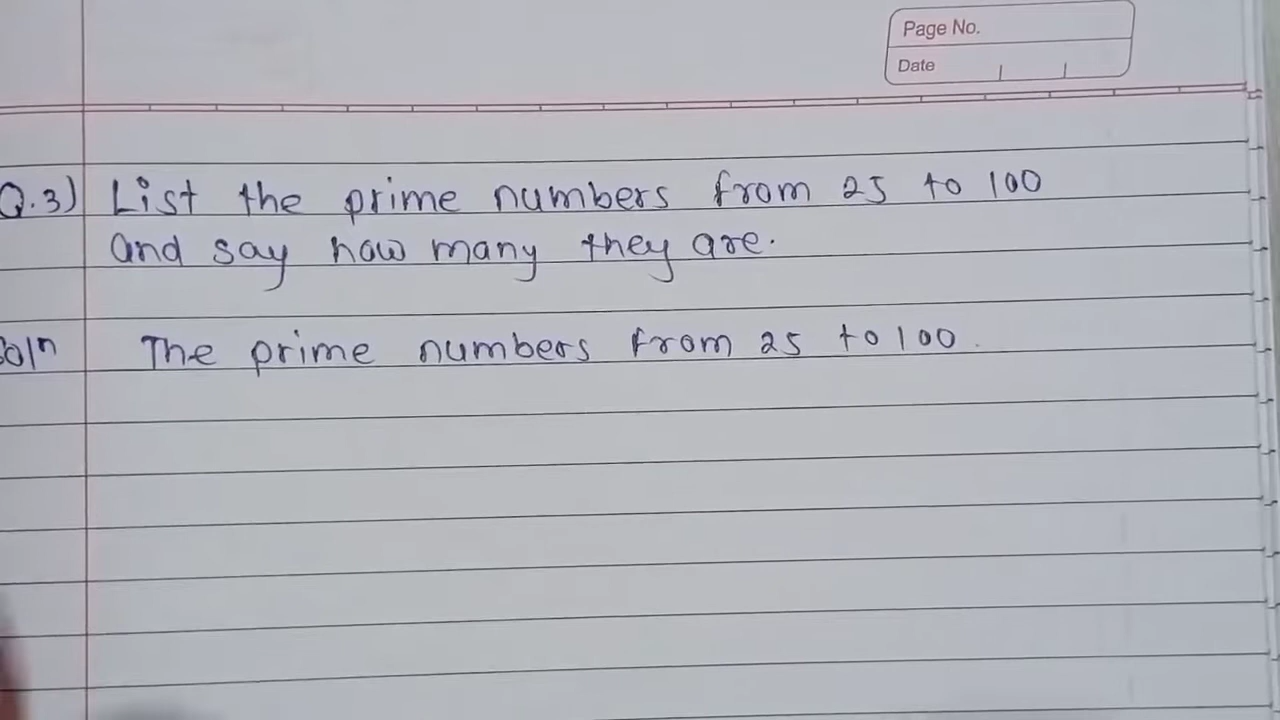 Page No.
Date
Q.3) List the prime numbers from 25 to 100
and say how many they are.
Soln The prime numbers from 25 to 100.